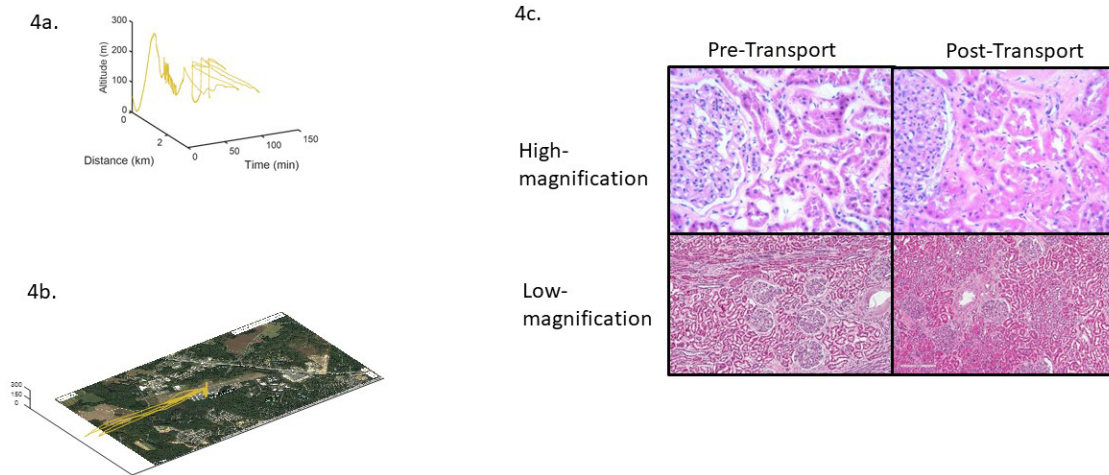 4a.
300
200
100
0
Altitude (m)
0
2
Distance (km)
0
50
100
150
Time (min)
4b.
300
150
0
4c.
Pre-Transport
Post-Transport
High-
magnification
Low-
magnification